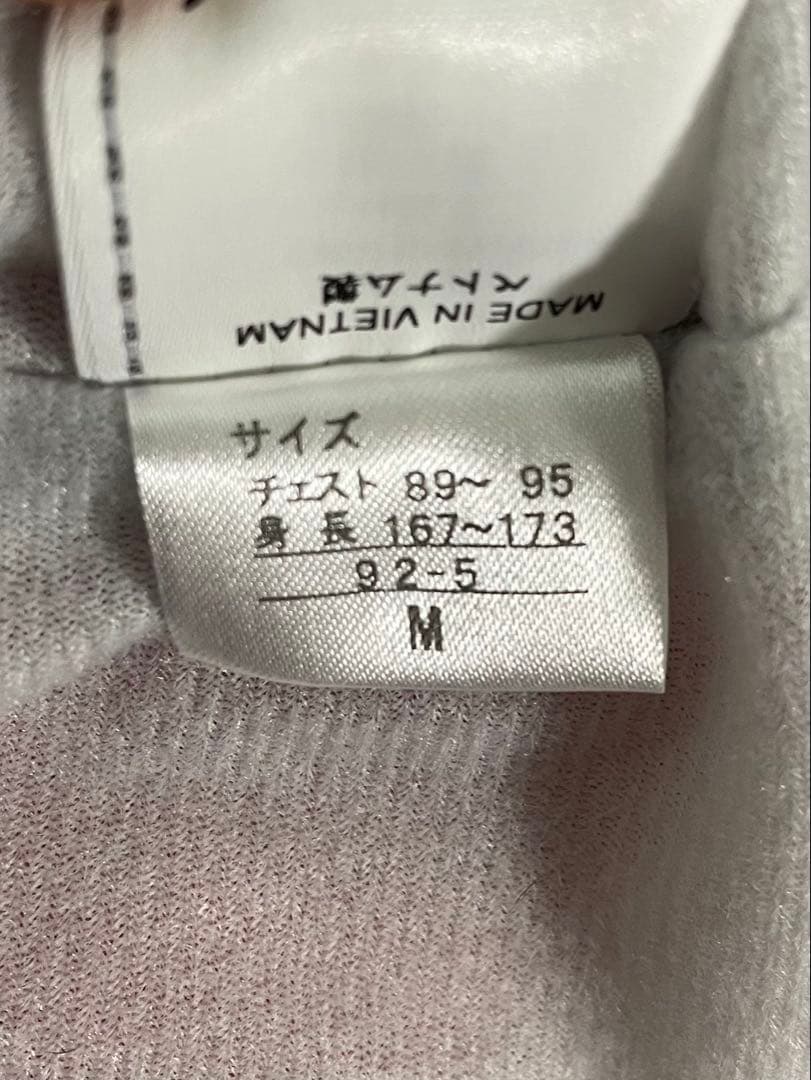 MADE IN VIETNAM
ベトナム製
サイズ
チェスト 89～ 95
身 長 167～173
92-5
M